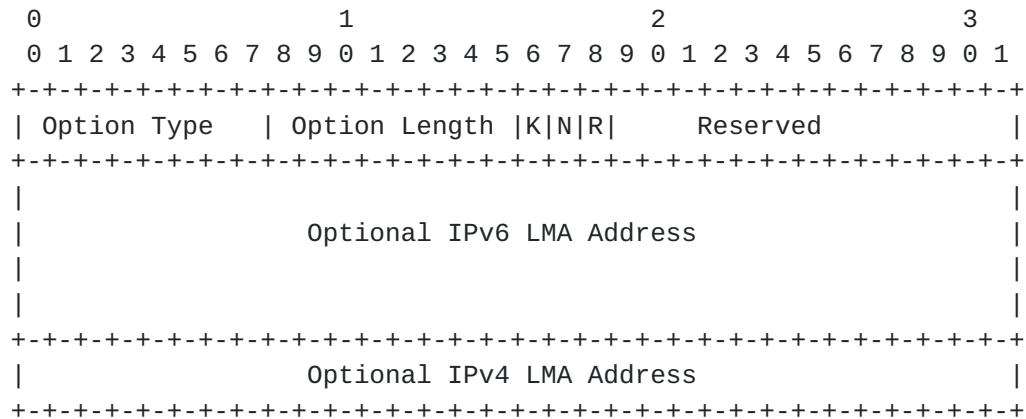 0                   1                   2                   3
 0 1 2 3 4 5 6 7 8 9 0 1 2 3 4 5 6 7 8 9 0 1 2 3 4 5 6 7 8 9 0 1
+-+-+-+-+-+-+-+-+-+-+-+-+-+-+-+-+-+-+-+-+-+-+-+-+-+-+-+-+-+-+-+-+
| Option Type   | Option Length |K|N|R|     Reserved            |
+-+-+-+-+-+-+-+-+-+-+-+-+-+-+-+-+-+-+-+-+-+-+-+-+-+-+-+-+-+-+-+-+
|                                                               |
|                  Optional IPv6 LMA Address                    |
|                                                               |
|                                                               |
+-+-+-+-+-+-+-+-+-+-+-+-+-+-+-+-+-+-+-+-+-+-+-+-+-+-+-+-+-+-+-+-+
|                  Optional IPv4 LMA Address                    |
+-+-+-+-+-+-+-+-+-+-+-+-+-+-+-+-+-+-+-+-+-+-+-+-+-+-+-+-+-+-+-+-+